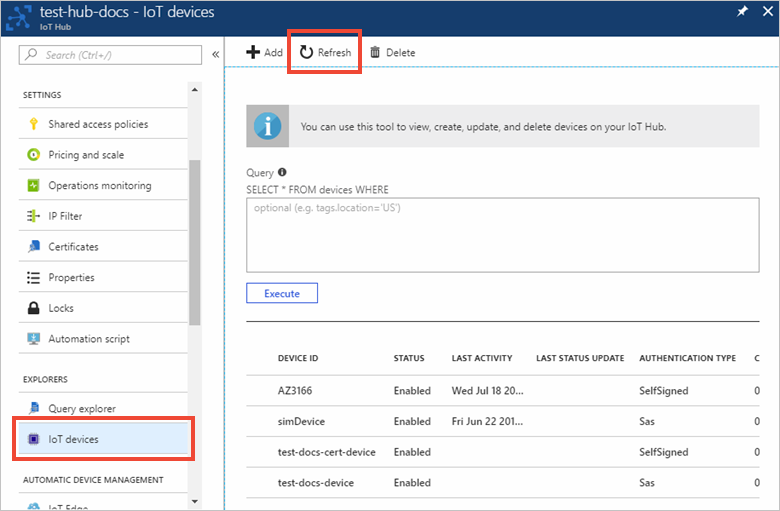 test-hub-docs - IoT devices
IoT Hub
Search (Ctrl+/)
«
Add
Refresh
Delete
SETTINGS
Shared access policies
Pricing and scale
Operations monitoring
IP Filter
Certificates
Properties
Locks
Automation script
EXPLORERS
Query explorer
IoT devices
AUTOMATIC DEVICE MANAGEMENT
IoT Edge
You can use this tool to view, create, update, and delete devices on your IoT Hub.
Query
SELECT * FROM devices WHERE
optional (e.g. tags.location='US')
Execute
DEVICE ID STATUS LAST ACTIVITY LAST STATUS UPDATE AUTHENTICATION TYPE C
AZ3166 Enabled Wed Jul 18 20... SelfSigned 0
simDevice Enabled Fri Jun 22 201... Sas 0
test-docs-cert-device Enabled SelfSigned 0
test-docs-device Enabled Sas 0